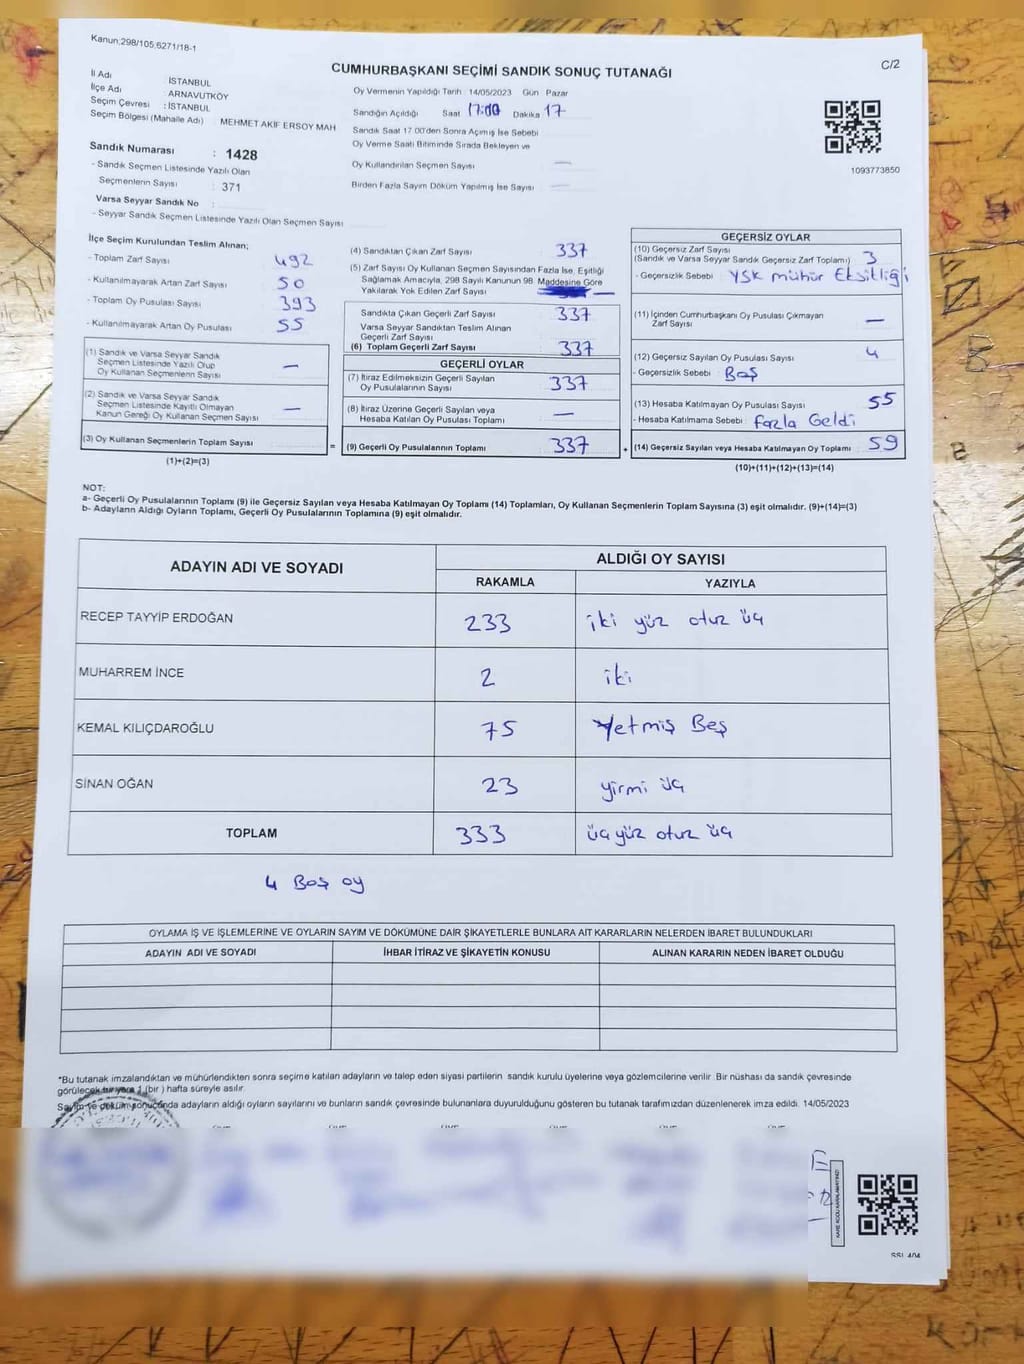 Kanun;298/105,6271/18-1
C/2
CUMHURBAŞKANI SEÇİMİ SANDIK SONUÇ TUTANAĞI
İl Adı : İSTANBUL
İlçe Adı : ARNAVUTKÖY
Seçim Çevresi : İSTANBUL
Seçim Bölgesi (Mahalle Adı) : MEHMET AKİF ERSOY MAH
Sandık Numarası : 1428
- Sandık Seçmen Listesinde Yazılı Olan
Seçmenlerin Sayısı : 371
Varsa Seyyar Sandık No :
- Seyyar Sandık Seçmen Listesinde Yazılı Olan Seçmen Sayısı
Oy Vermenin Yapıldığı Tarih : 14/05/2023 Gün Pazar
Sandığın Açıldığı Saat 17:00 Dakika 17
Sandık Saat 17.00'den Sonra Açımış İse Sebebi
Oy Verme Saati Bitiminde Sırada Bekleyen ve
Oy Kullandırılan Seçmen Sayısı —
Birden Fazla Sayım Döküm Yapılmış İse Sayısı —
1093773850
İlçe Seçim Kurulundan Teslim Alınan;
- Toplam Zarf Sayısı 492
- Kullanılmayarak Artan Zarf Sayısı 50
- Toplam Oy Pusulası Sayısı 393
- Kullanılmayarak Artan Oy Pusulası 55
(1) Sandık ve Varsa Seyyar Sandık
Seçmen Listesinde Yazılı Olup
Oy Kullanan Seçmenlerin Sayısı —
(2) Sandık ve Varsa Seyyar Sandık
Seçmen Listesinde Kayıtlı Olmayan
Kanun Gereği Oy Kullanan Seçmen Sayısı —
(3) Oy Kullanan Seçmenlerin Toplam Sayısı =
(1)+(2)=(3)
(4) Sandıktan Çıkan Zarf Sayısı 337
(5) Zarf Sayısı Oy Kullanan Seçmen Sayısından Fazla İse, Eşitliği
Sağlamak Amacıyla, 298 Sayılı Kanunun 98. Maddesine Göre
Yakılarak Yok Edilen Zarf Sayısı
Sandıkta Çıkan Geçerli Zarf Sayısı 337
Varsa Seyyar Sandıktan Teslim Alınan
Geçerli Zarf Sayısı
(6) Toplam Geçerli Zarf Sayısı 337
GEÇERLİ OYLAR
(7) İtiraz Edilmeksizin Geçerli Sayılan
Oy Pusulalarının Sayısı 337
(8) İtiraz Üzerine Geçerli Sayılan veya
Hesaba Katılan Oy Pusulası Toplamı —
(9) Geçerli Oy Pusulalarının Toplamı 337 +
GEÇERSİZ OYLAR
(10) Geçersiz Zarf Sayısı
(Sandık ve Varsa Seyyar Sandık Geçersiz Zarf Toplamı) 3
- Geçersizlik Sebebi YSK mühür Eksikliği
(11) İçinden Cumhurbaşkanı Oy Pusulası Çıkmayan
Zarf Sayısı —
(12) Geçersiz Sayılan Oy Pusulası Sayısı 4
- Geçersizlik Sebebi : Boş
(13) Hesaba Katılmayan Oy Pusulası Sayısı 55
- Hesaba Katılmama Sebebi : Fazla Geldi
(14) Geçersiz Sayılan veya Hesaba Katılmayan Oy Toplamı 59
(10)+(11)+(12)+(13)=(14)
NOT:
a- Geçerli Oy Pusulalarının Toplamı (9) ile Geçersiz Sayılan veya Hesaba Katılmayan Oy Toplamı (14) Toplamları, Oy Kullanan Seçmenlerin Toplam Sayısına (3) eşit olmalıdır. (9)+(14)=(3)
b- Adayların Aldığı Oyların Toplamı, Geçerli Oy Pusulalarının Toplamına (9) eşit olmalıdır.
ADAYIN ADI VE SOYADI ALDIĞI OY SAYISI
RAKAMLA YAZIYLA
RECEP TAYYİP ERDOĞAN 233 iki yüz otuz üç
MUHARREM İNCE 2 iki
KEMAL KILIÇDAROĞLU 75 Yetmiş Beş
SİNAN OĞAN 23 yirmi üç
TOPLAM 333 üçyüz otuz üç
4 Boş oy
OYLAMA İŞ VE İŞLEMLERİNE VE OYLARIN SAYIM VE DÖKÜMÜNE DAİR ŞİKAYETLERLE BUNLARA AİT KARARLARIN NELERDEN İBARET BULUNDUKLARI
ADAYIN ADI VE SOYADI İHBAR İTİRAZ VE ŞİKAYETİN KONUSU ALINAN KARARIN NEDEN İBARET OLDUĞU
*Bu tutanak imzalandıktan ve mühürlendikten sonra seçime katılan adayların ve talep eden siyasi partilerin sandık kurulu üyelerine veya gözlemcilerine verilir. Bir nüshası da sandık çevresinde
görülecek bir yere 1 (bir ) hafta süreyle asılır.
Sayım ve döküm sonucunda adayların aldığı oyların sayılarını ve bunların sandık çevresinde bulunanlara duyurulduğunu gösteren bu tutanak tarafımızdan düzenlenerek imza edildi. 14/05/2023